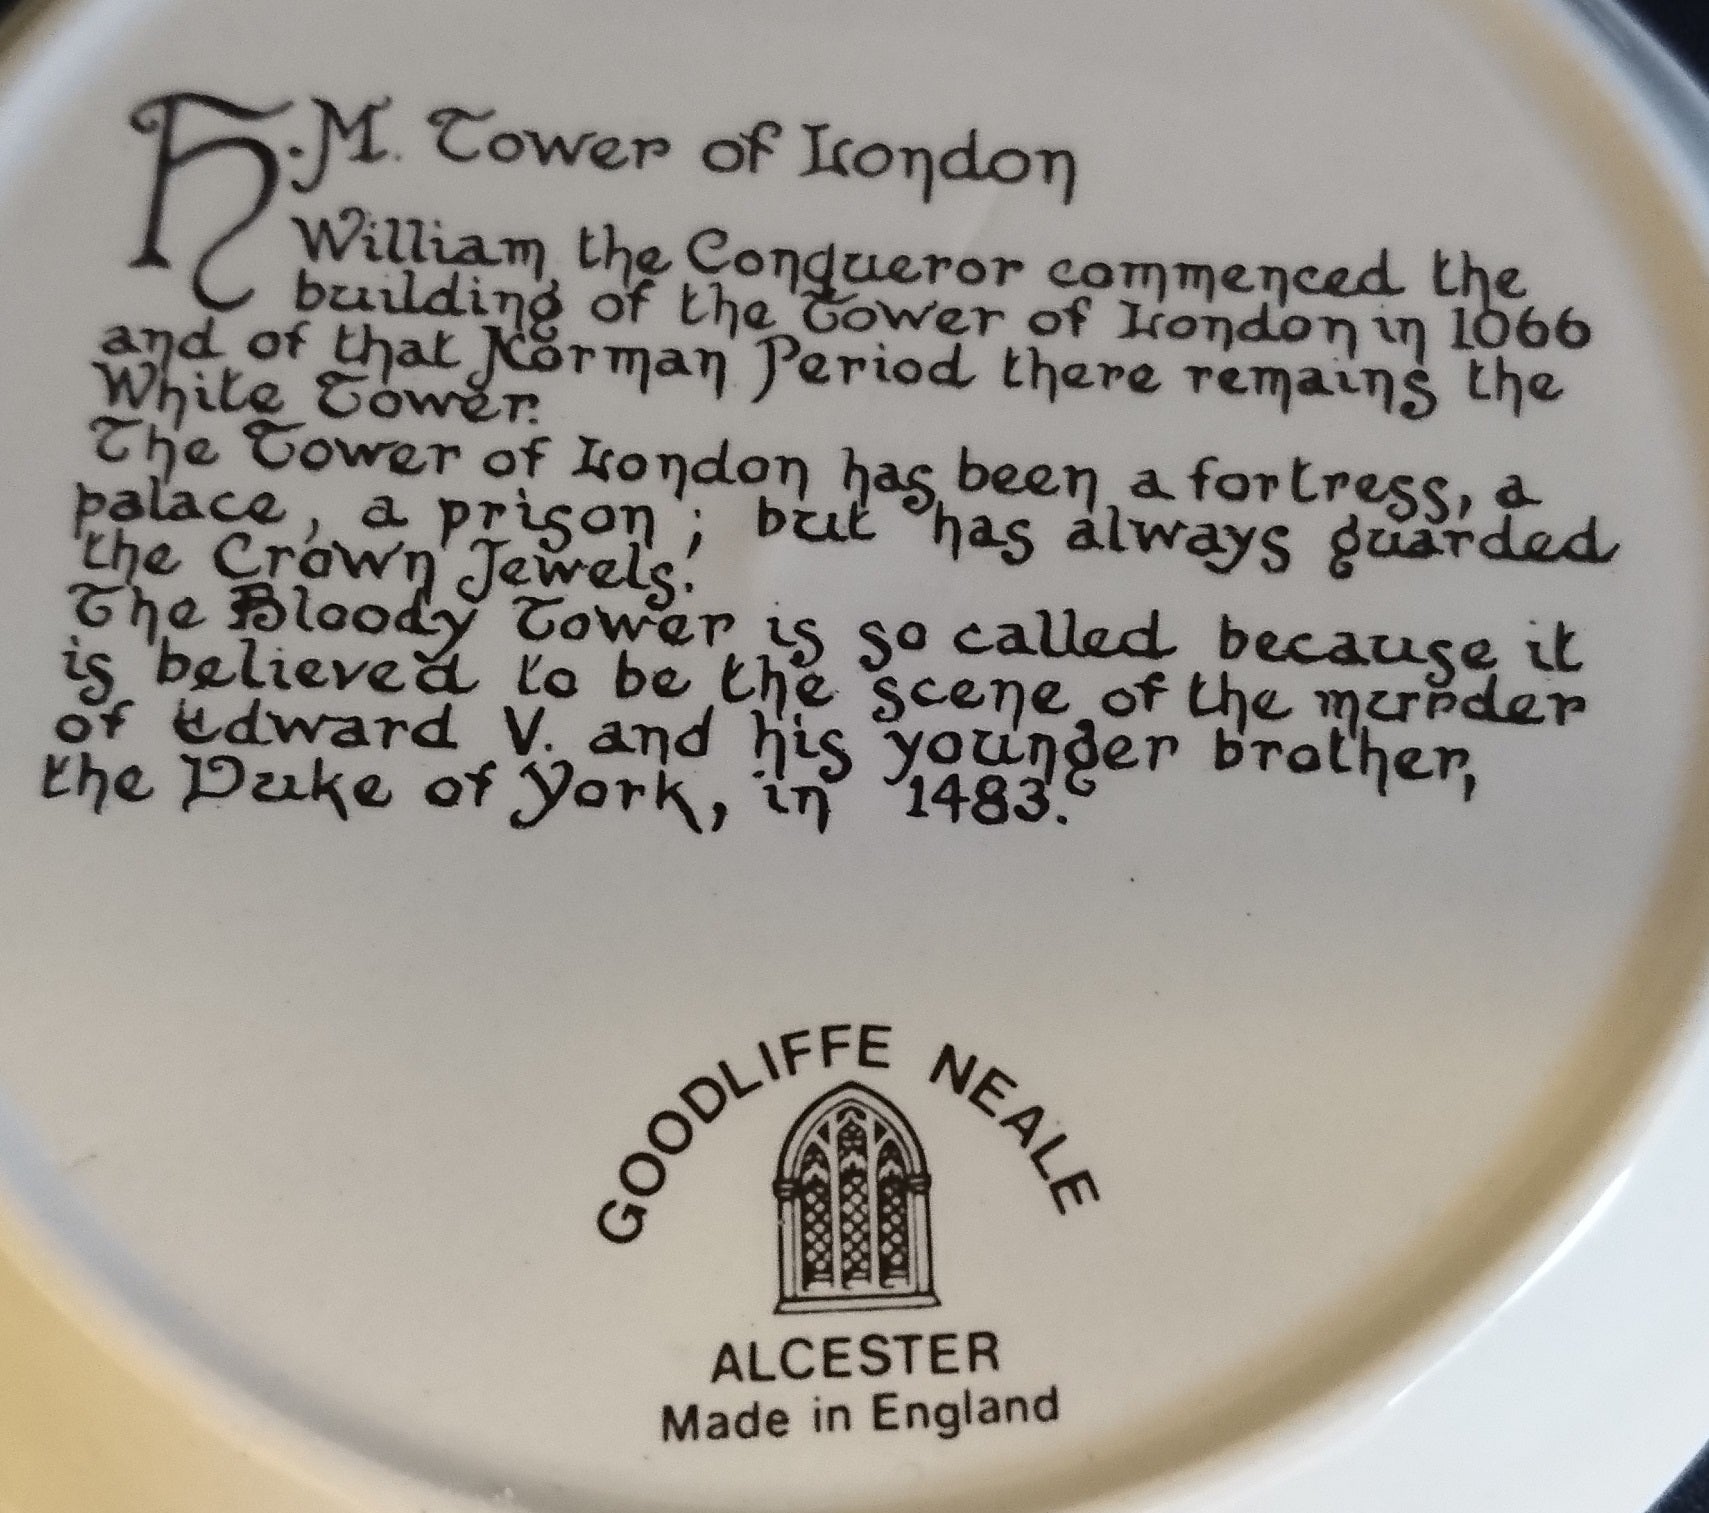 H.M. Tower of London
William the Conqueror commenced the
building of the Tower of London in 1066
and of that Norman Period there remains the
White Tower.
The Tower of London has been a fortress, a
palace, a prison; but has always guarded
the Crown Jewels.
The Bloody Tower is so called because it
is believed to be the scene of the murder
of Edward V. and his younger brother,
the Duke of York, in 1483.
GOODLIFFE NEALE
ALCESTER
Made in England